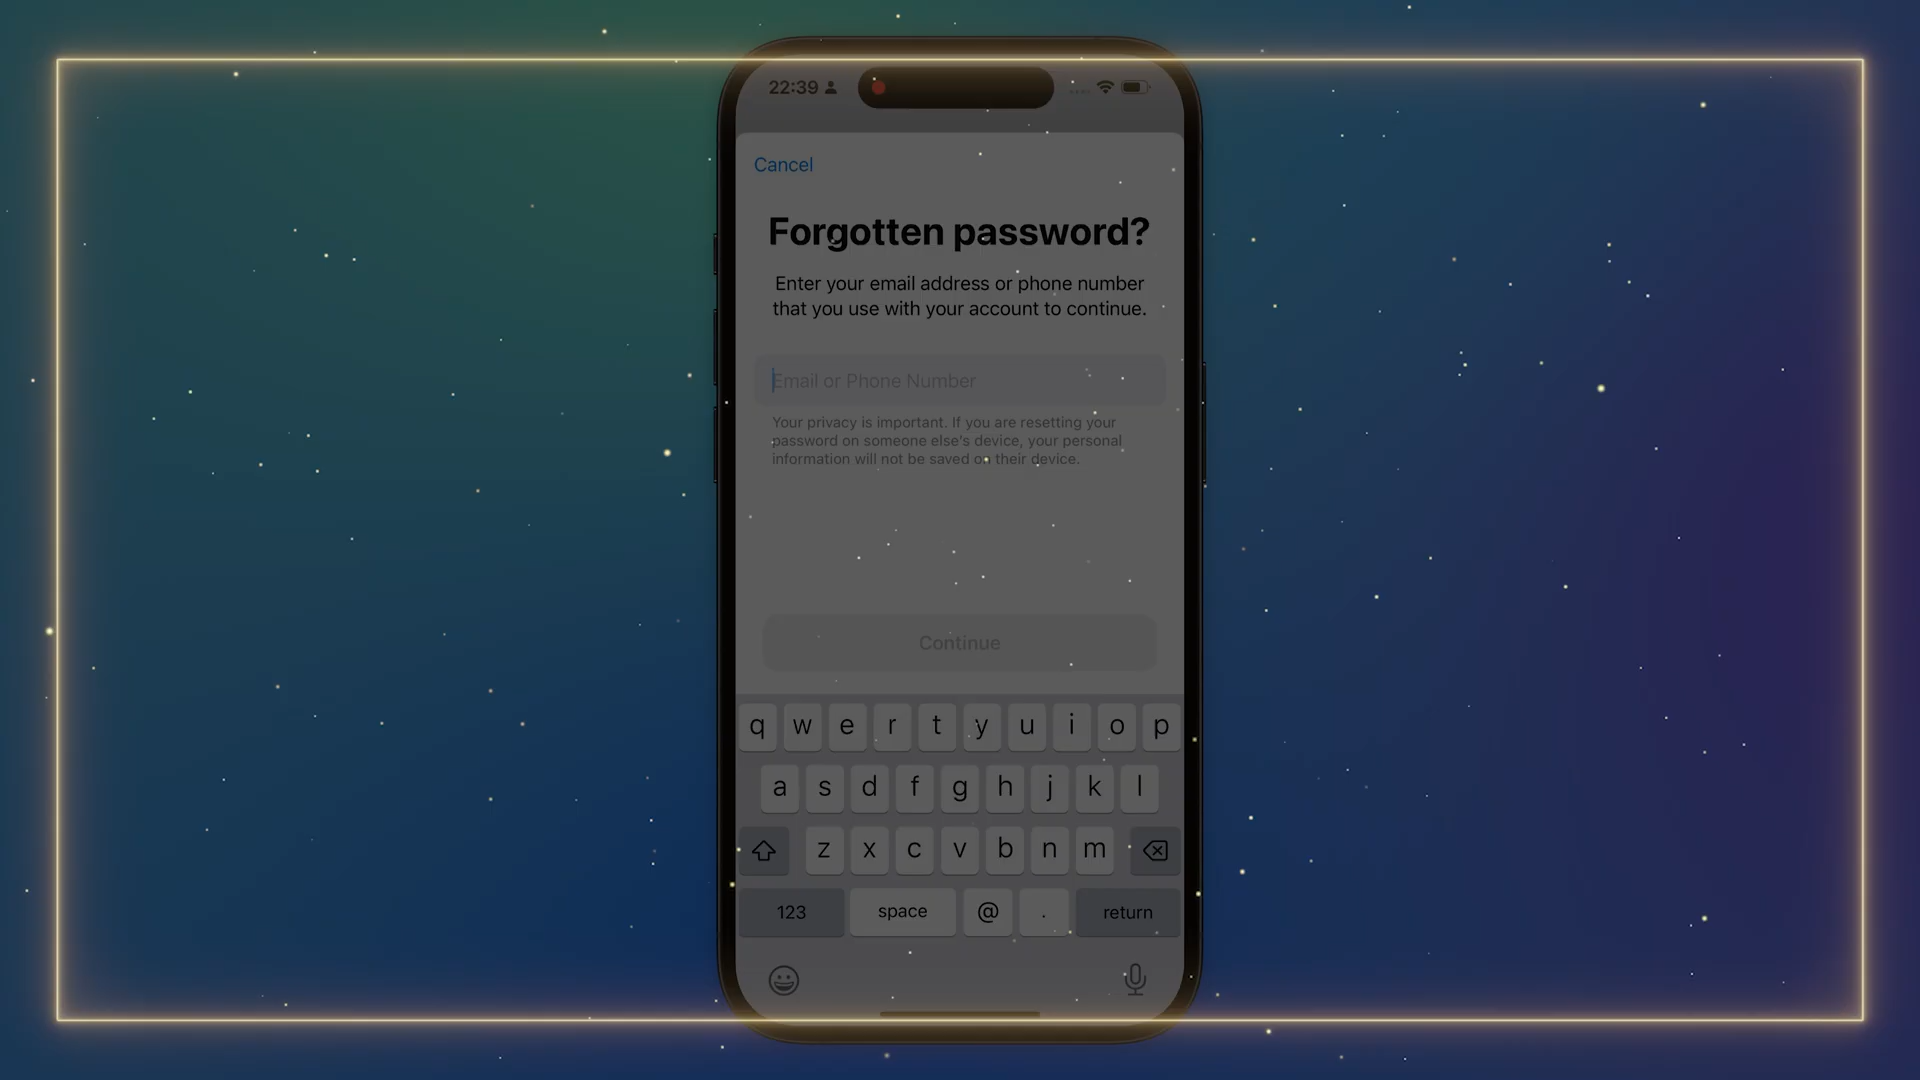 22:39
Cancel
Forgotten password?
Enter your email address or phone number
that you use with your account to continue.
Email or Phone Number
Your privacy is important. If you are resetting your
password on someone else's device, your personal
information will not be saved on their device.
Continue
q w e r t y u i o p
a s d f g h j k l
z x c v b n m
123 space @ . return